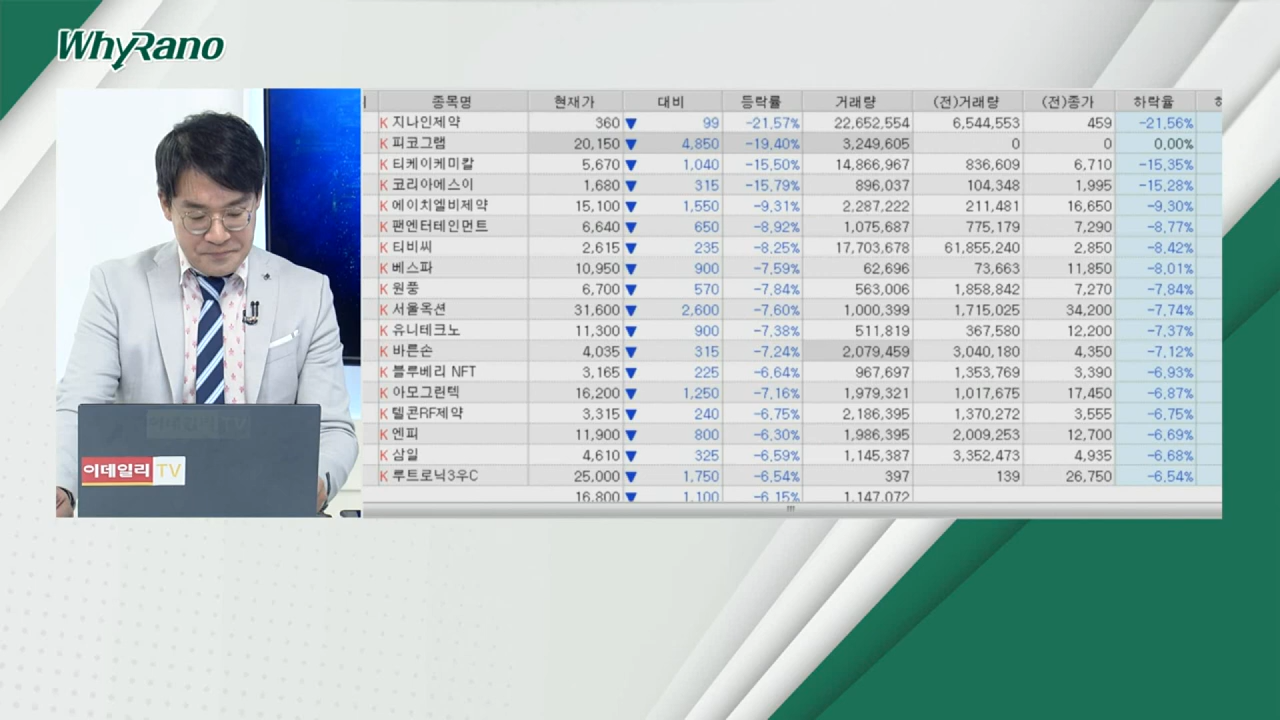 WhyRano
종목명 현재가 대비 등락률 거래량 (전)거래량 (전)종가 하락률
K 지나인제약 360 ▼ 99 -21,57% 22,652,554 6,544,553 459 -21,56%
K 피코그램 20,150 ▼ 4,850 -19,40% 3,249,605 0 0 0,00%
K 티케이케미칼 5,670 ▼ 1,040 -15,50% 14,866,967 836,609 6,710 -15,35%
K 코리아에스이 1,680 ▼ 315 -15,79% 896,037 104,348 1,995 -15,28%
K 에이치엘비제약 15,100 ▼ 1,550 -9,31% 2,287,222 211,481 16,650 -9,30%
K 팬엔터테인먼트 6,640 ▼ 650 -8,92% 1,075,687 775,179 7,290 -8,77%
K 티비씨 2,615 ▼ 235 -8,25% 17,703,678 61,855,240 2,850 -8,42%
K 베스파 10,950 ▼ 900 -7,59% 62,696 73,663 11,850 -8,01%
K 원풍 6,700 ▼ 570 -7,84% 563,006 1,858,842 7,270 -7,84%
K 서울옥션 31,600 ▼ 2,600 -7,60% 1,000,399 1,715,025 34,200 -7,74%
K 유니테크노 11,300 ▼ 900 -7,38% 511,819 367,580 12,200 -7,37%
K 바른손 4,035 ▼ 315 -7,24% 2,079,459 3,040,180 4,350 -7,12%
K 블루베리 NFT 3,165 ▼ 225 -6,64% 967,697 1,353,769 3,390 -6,93%
K 아모그린텍 16,200 ▼ 1,250 -7,16% 1,979,321 1,017,675 17,450 -6,87%
K 텔콘RF제약 3,315 ▼ 240 -6,75% 2,186,395 1,370,272 3,555 -6,75%
K 엔피 11,900 ▼ 800 -6,30% 1,986,395 2,009,253 12,700 -6,69%
K 삼일 4,610 ▼ 325 -6,59% 1,145,387 3,352,473 4,935 -6,68%
K 루트로닉3우C 25,000 ▼ 1,750 -6,54% 397 139 26,750 -6,54%
16,800 ▼ 1,100 -6,15% 1,147,072
이데일리 TV
이데일리TV